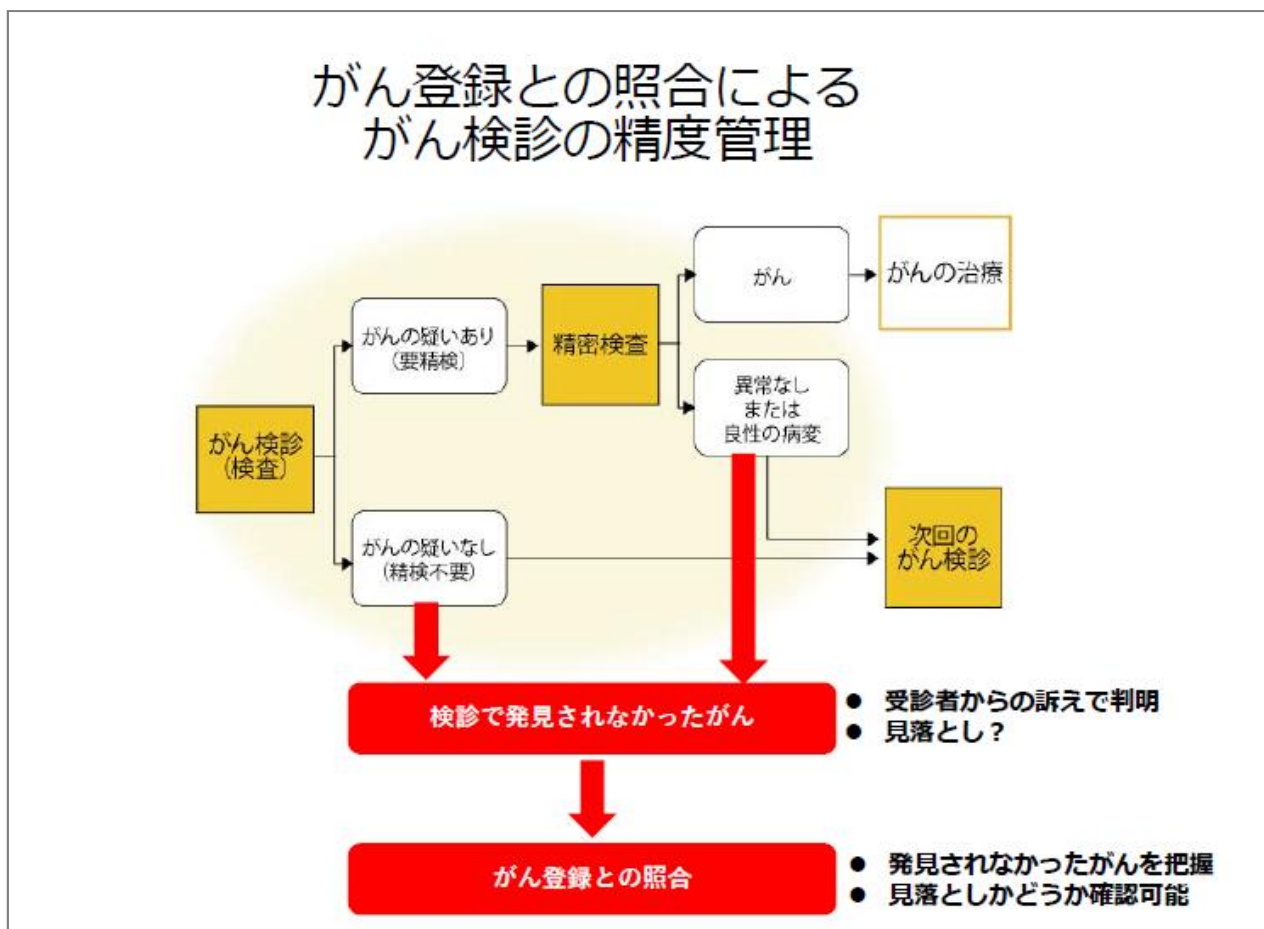 がん登録との照合による
がん検診の精度管理
がん
がんの治療
がんの疑いあり
(要精検)
精密検査
異常なし
または
良性の病変
がん検診
(検査)
がんの疑いなし
(精検不要)
次回の
がん検診
検診で発見されなかったがん
● 受診者からの訴えで判明
● 見落とし？
がん登録との照合
● 発見されなかったがんを把握
● 見落としかどうか確認可能